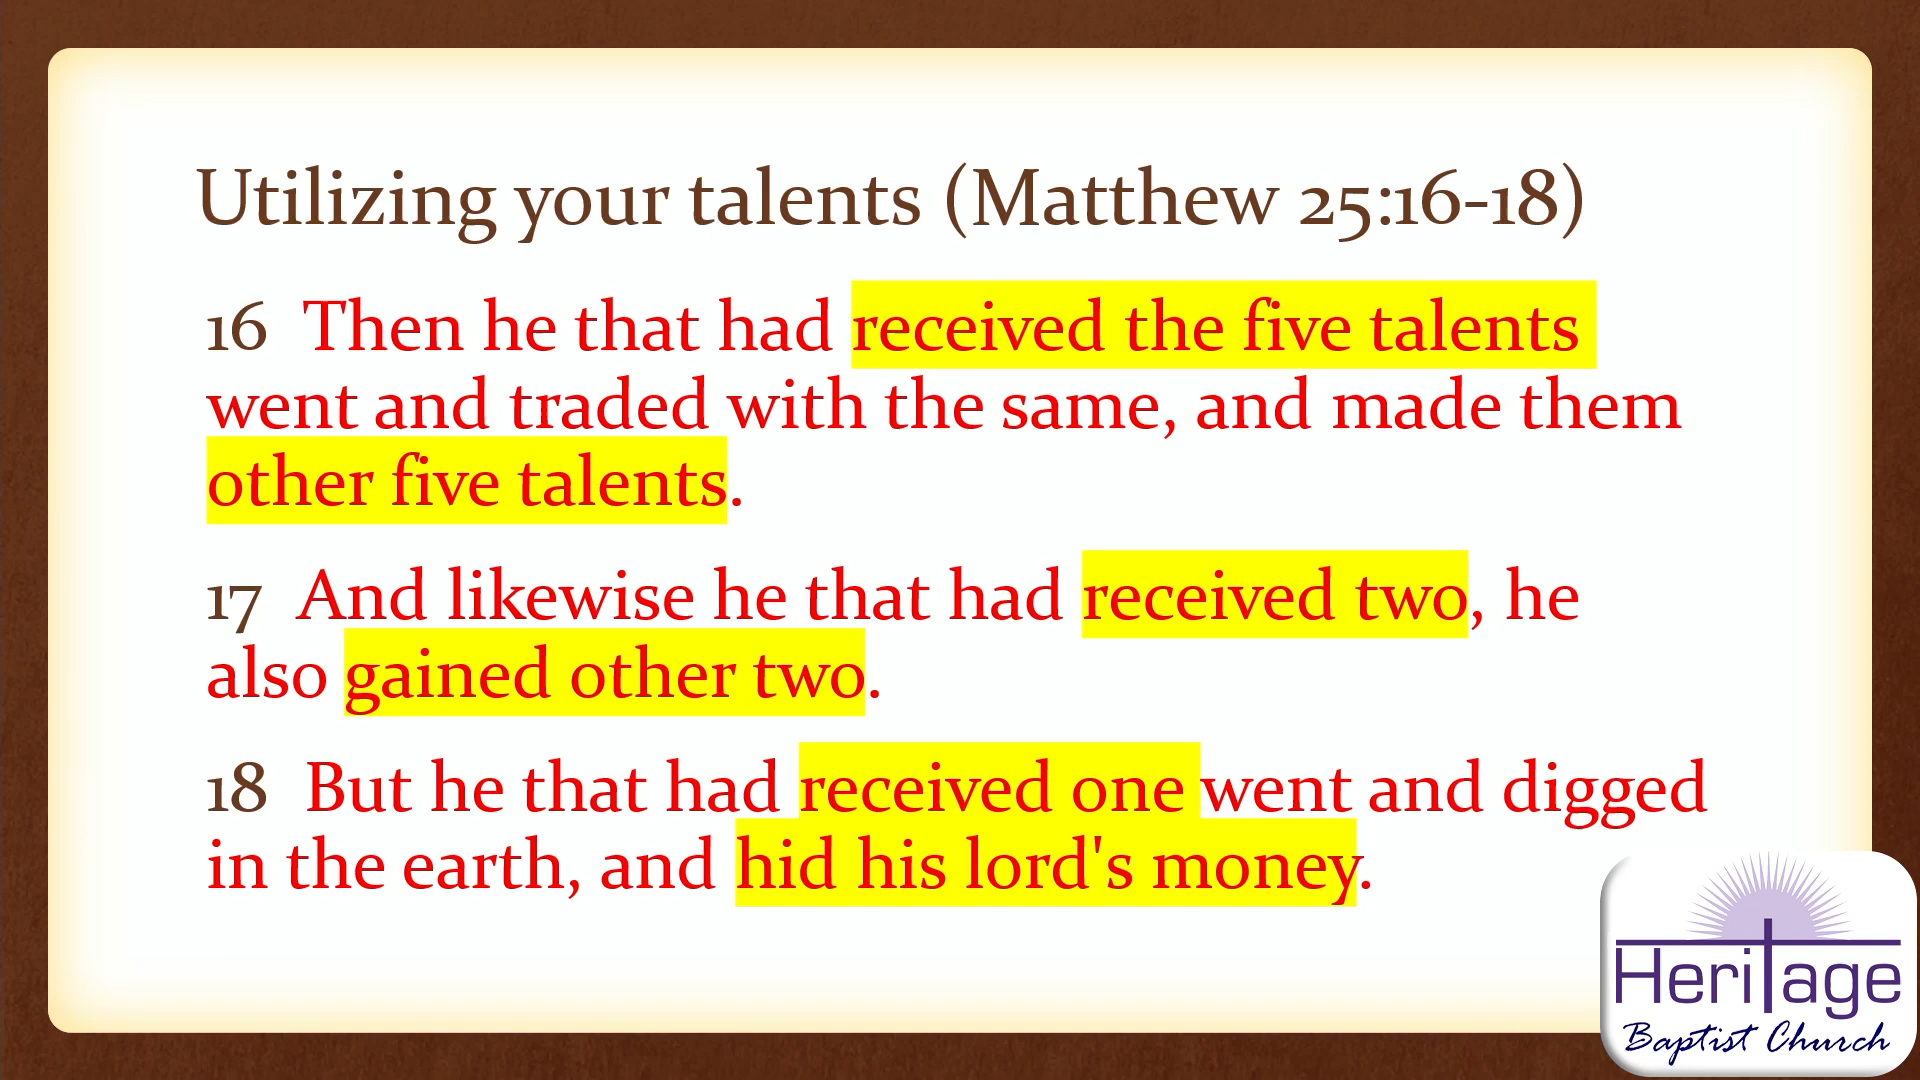 Utilizing your talents (Matthew 25:16-18)
16 Then he that had received the five talents
went and traded with the same, and made them
other five talents.
17 And likewise he that had received two, he
also gained other two.
18 But he that had received one went and digged
in the earth, and hid his lord's money.
Heritage
Baptist Church